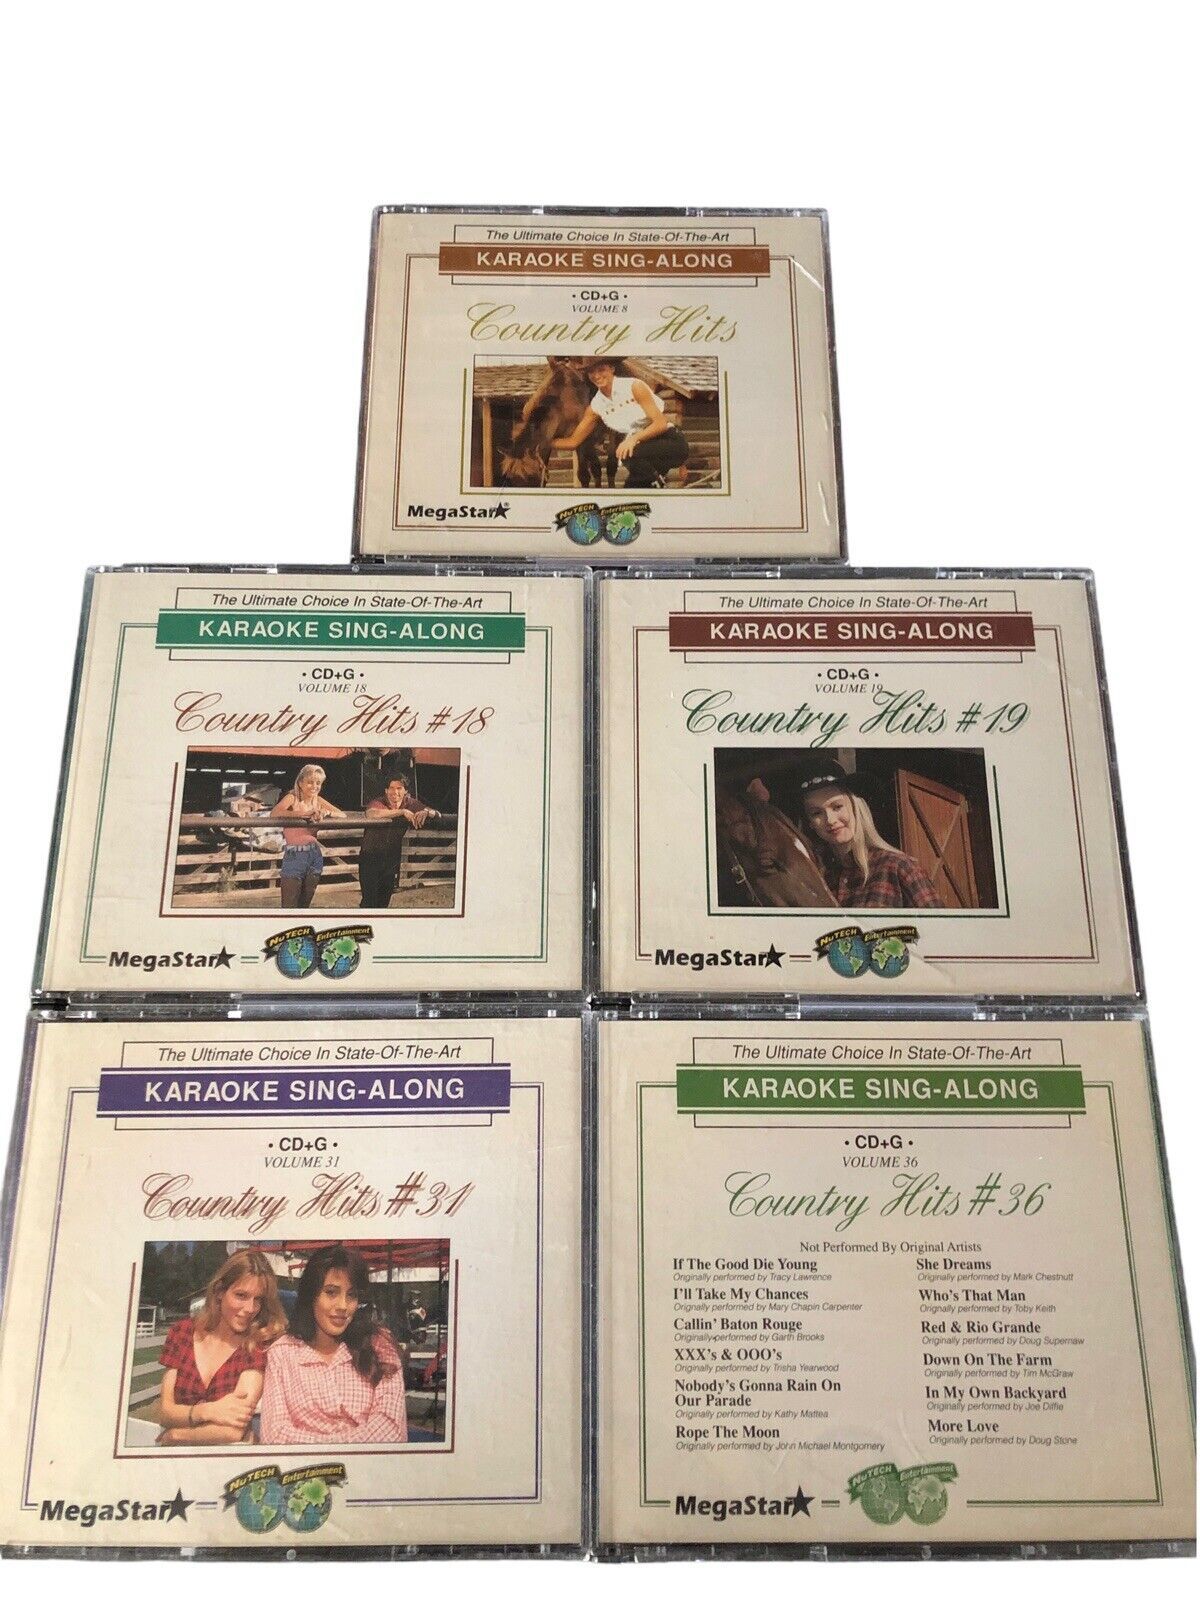 The Ultimate Choice In State-Of-The-Art
KARAOKE SING-ALONG
• CD+G •
VOLUME 8
Country Hits
MegaStar®
NuTECH Entertainment
The Ultimate Choice In State-Of-The-Art
KARAOKE SING-ALONG
• CD+G •
VOLUME 18
Country Hits #18
MegaStar
NuTECH Entertainment
The Ultimate Choice In State-Of-The-Art
KARAOKE SING-ALONG
• CD+G •
VOLUME 19
Country Hits #19
MegaStar
NuTECH Entertainment
The Ultimate Choice In State-Of-The-Art
KARAOKE SING-ALONG
• CD+G •
VOLUME 31
Country Hits #31
MegaStar
NuTECH Entertainment
The Ultimate Choice In State-Of-The-Art
KARAOKE SING-ALONG
• CD+G •
VOLUME 36
Country Hits #36
Not Performed By Original Artists
If The Good Die Young
Originally performed by Tracy Lawrence
I'll Take My Chances
Orignally performed by Mary Chapin Carpenter
Callin' Baton Rouge
Originally performed by Garth Brooks
XXX's & OOO's
Originally performed by Trisha Yearwood
Nobody's Gonna Rain On
Our Parade
Originally performed by Kathy Mattea
Rope The Moon
Originally performed by John Michael Montgomery
She Dreams
Originally performed by Mark Chestnutt
Who's That Man
Originally performed by Toby Keith
Red & Rio Grande
Originally performed by Doug Supernaw
Down On The Farm
Originally performed by Tim McGraw
In My Own Backyard
Originally performed by Joe Diffie
More Love
Originally performed by Doug Stone
MegaStar
NuTECH Entertainment